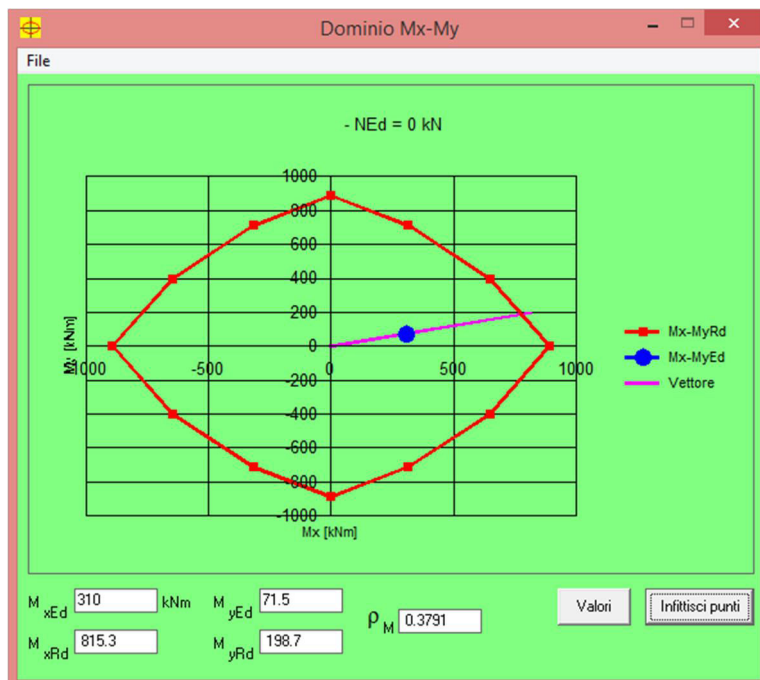 Dominio Mx-My
File
- NEd = 0 kN
1000
800
600
400
200
0
-200
-400
-600
-800
-1000
-1000 -500 0 500 1000
My [kNm]
Mx [kNm]
Mx-MyRd
Mx-MyEd
Vettore
M xEd 310 kNm M yEd 71.5
M xRd 815.3 M yRd 198.7
ρ M 0.3791
Valori Infittisci punti